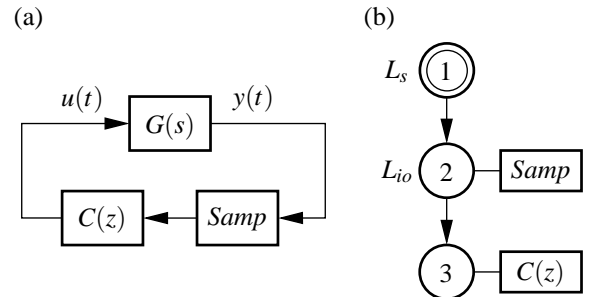 (a)
u(t)
y(t)
G(s)
C(z)
Samp
(b)
L_s
1
L_io
2
Samp
3
C(z)